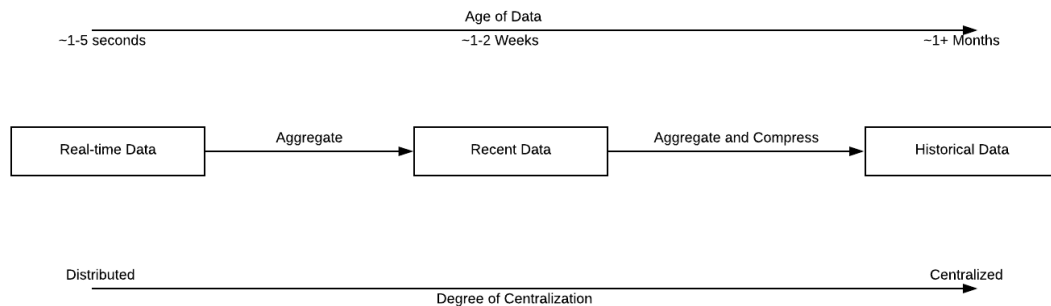 Age of Data
~1-5 seconds
~1-2 Weeks
~1+ Months
Real-time Data
Aggregate
Recent Data
Aggregate and Compress
Historical Data
Distributed
Centralized
Degree of Centralization